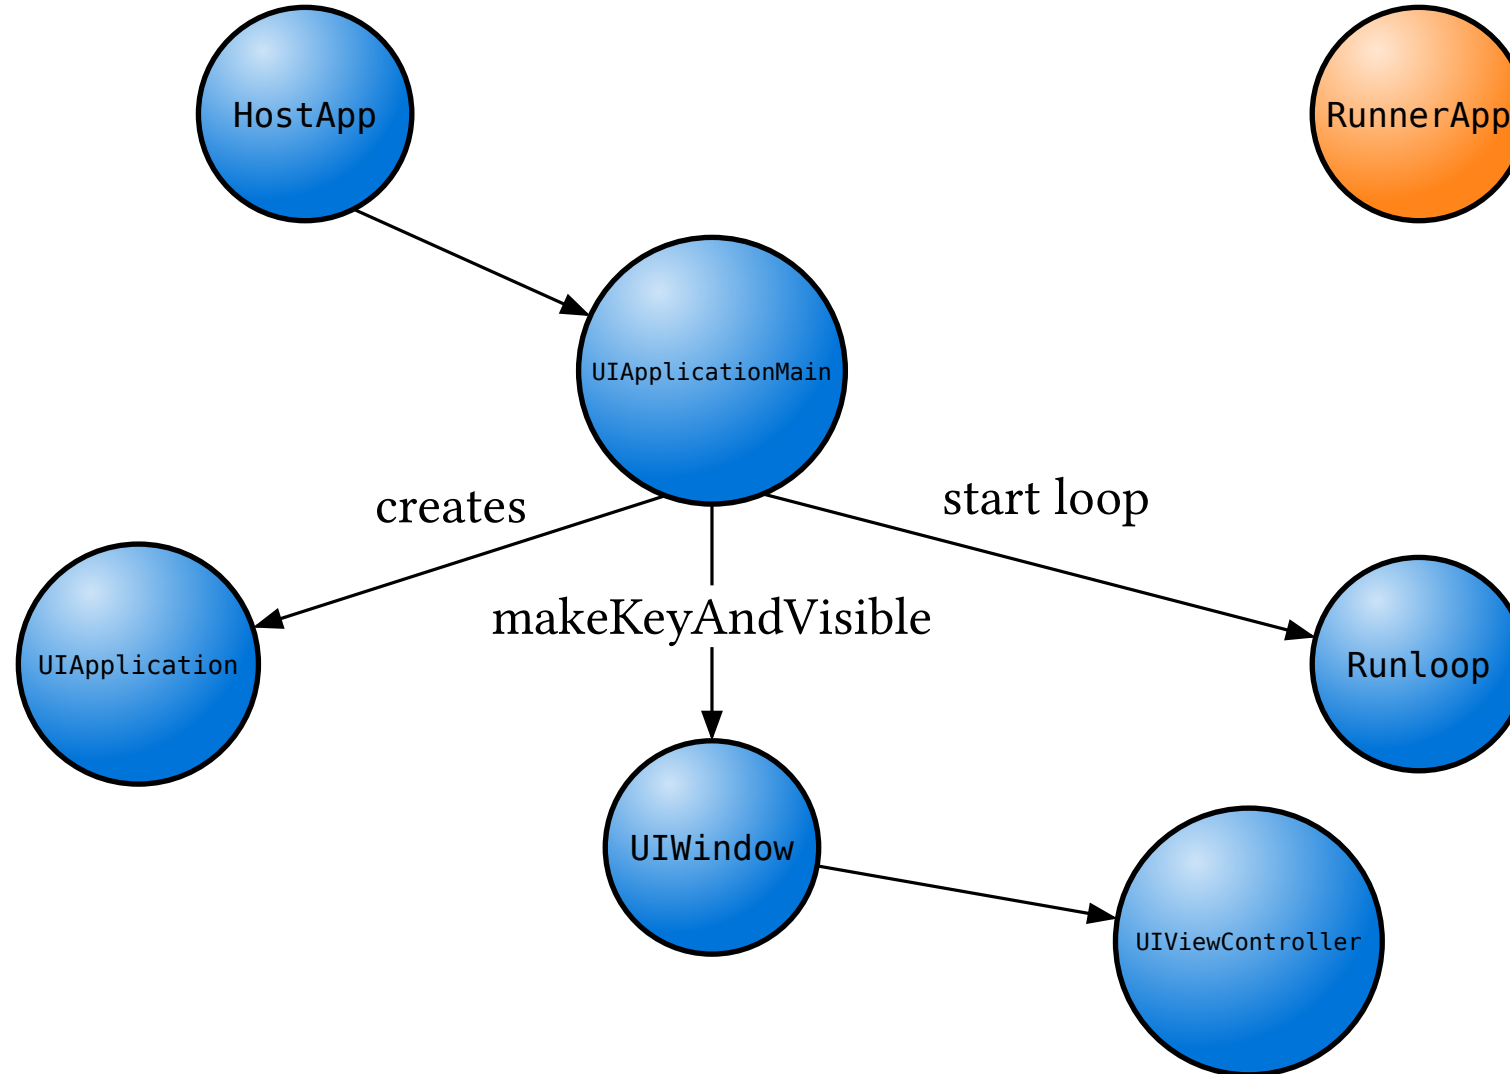 HostApp
RunnerApp
UIApplicationMain
creates
start loop
makeKeyAndVisible
UIApplication
Runloop
UIWindow
UIViewController